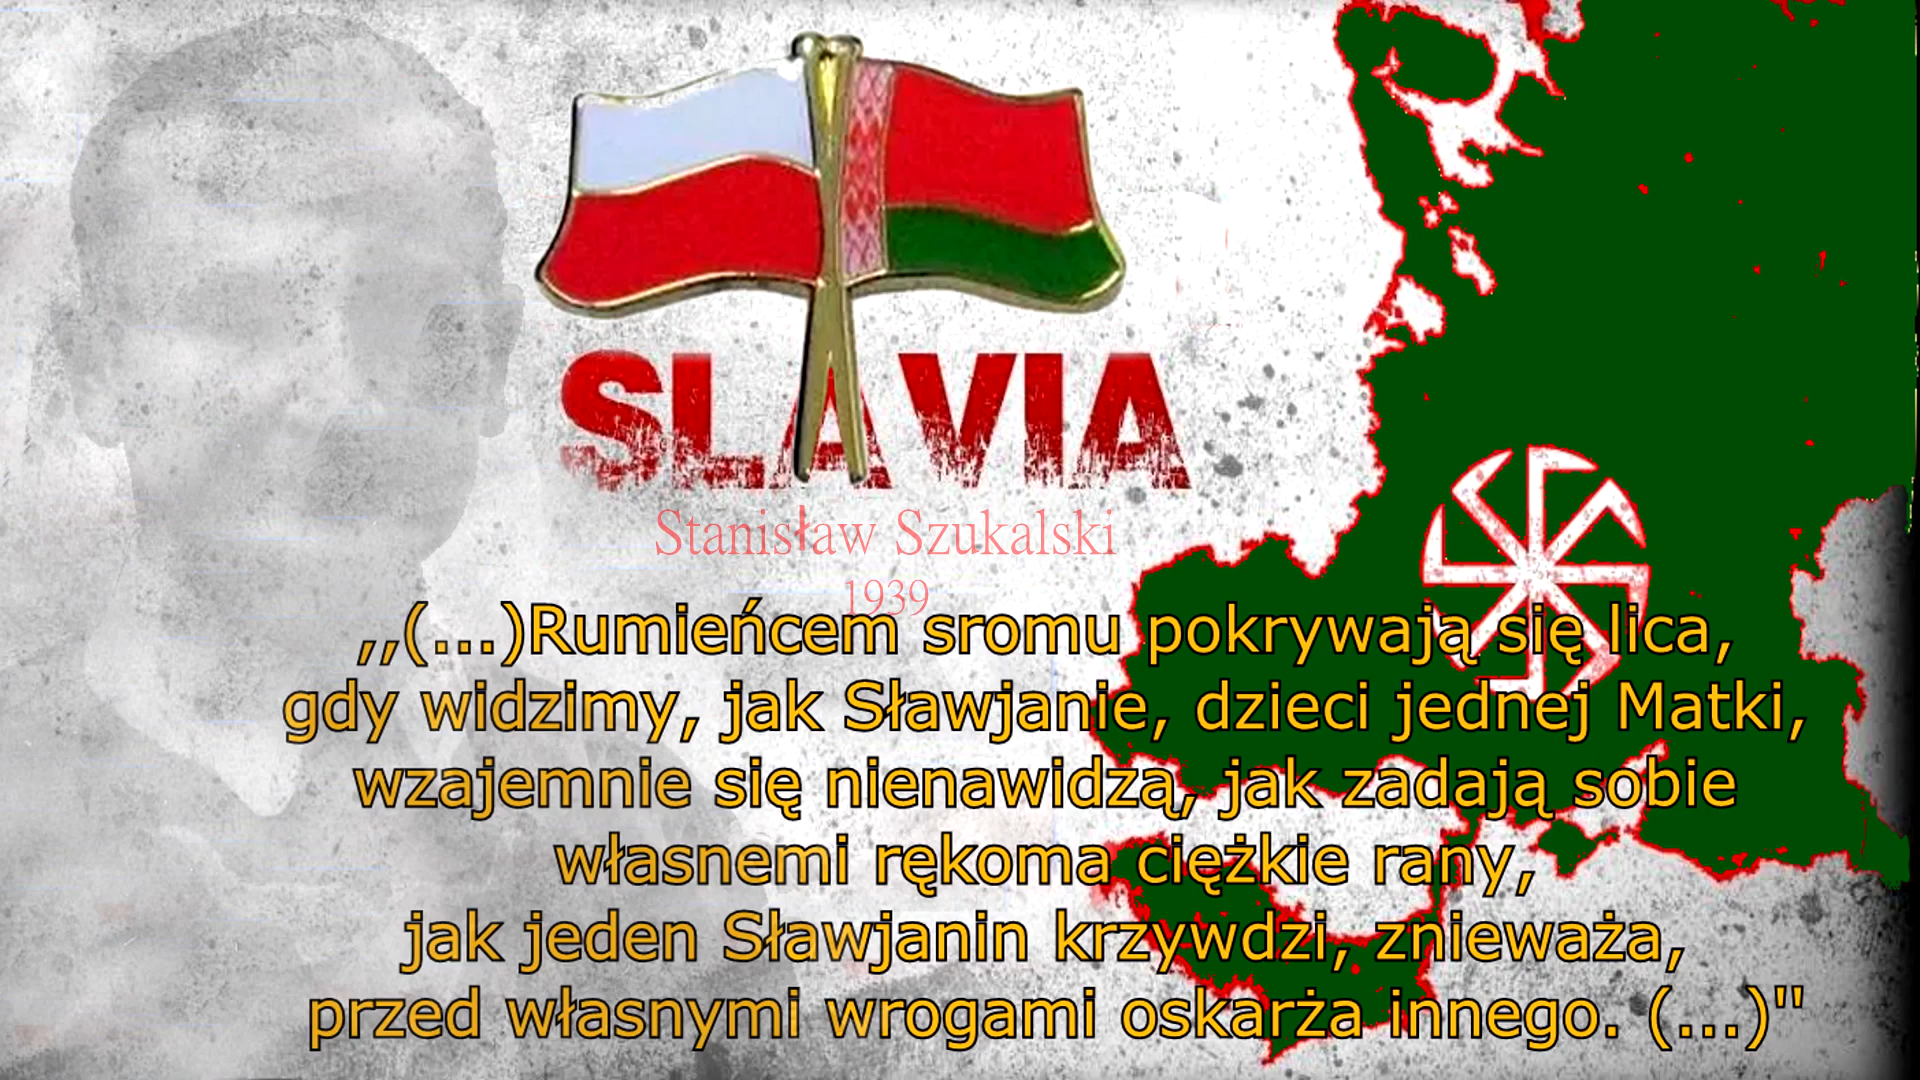 SLAVIA
Stanisław Szukalski
1939
,,(...)Rumieńcem sromu pokrywają się lica,
gdy widzimy, jak Sławjanie, dzieci jednej Matki,
wzajemnie się nienawidzą, jak zadają sobie
własnemi rękoma ciężkie rany,
jak jeden Sławjanin krzywdzi, znieważa,
przed własnymi wrogami oskarża innego. (...)"